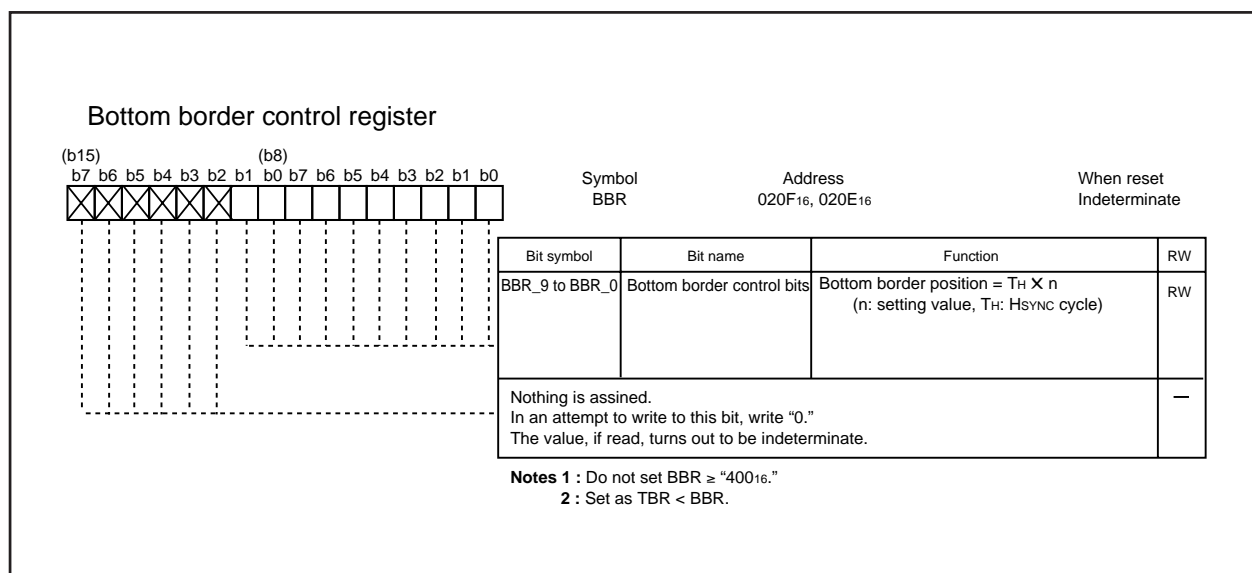 Bottom border control register
(b15) (b8)
b7 b6 b5 b4 b3 b2 b1 b0 b7 b6 b5 b4 b3 b2 b1 b0
Symbol Address When reset
BBR 020F16, 020E16 Indeterminate
Bit symbol Bit name Function RW
BBR_9 to BBR_0 Bottom border control bits Bottom border position = TH X n RW
(n: setting value, TH: HSYNC cycle)
Nothing is assined. —
In an attempt to write to this bit, write “0.”
The value, if read, turns out to be indeterminate.
Notes 1 : Do not set BBR ≥ “40016.”
2 : Set as TBR < BBR.